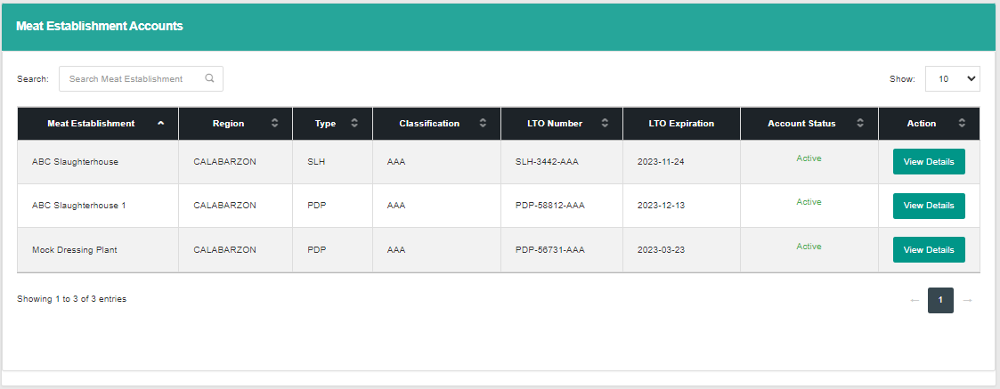 Meat Establishment Accounts
Search: Search Meat Establishment Show: 10
Meat Establishment Region Type Classification LTO Number LTO Expiration Account Status Action
ABC Slaughterhouse CALABARZON SLH AAA SLH-3442-AAA 2023-11-24 Active View Details
ABC Slaughterhouse 1 CALABARZON PDP AAA PDP-58812-AAA 2023-12-13 Active View Details
Mock Dressing Plant CALABARZON PDP AAA PDP-56731-AAA 2023-03-23 Active View Details
Showing 1 to 3 of 3 entries ← 1 →